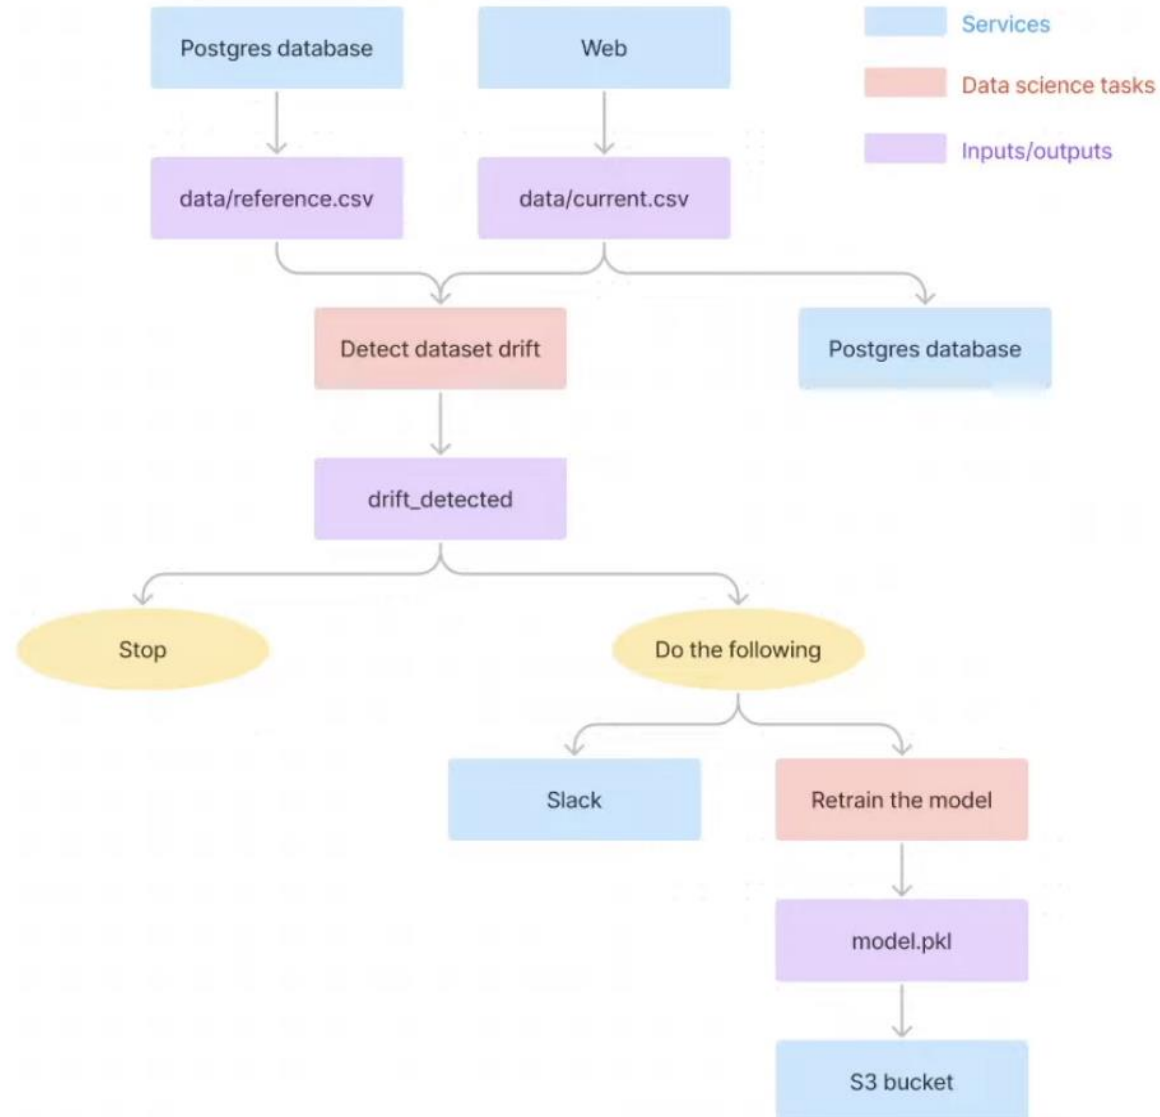 Postgres database
Web
Services
Data science tasks
Inputs/outputs
data/reference.csv
data/current.csv
Detect dataset drift
Postgres database
drift_detected
Stop
Do the following
Slack
Retrain the model
model.pkl
S3 bucket